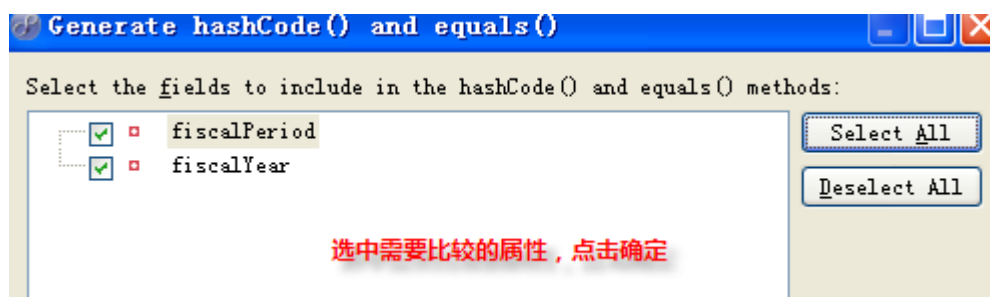 Generate hashCode() and equals()
Select the fields to include in the hashCode() and equals() methods:
fiscalPeriod
Select All
fiscalYear
Deselect All
选中需要比较的属性，点击确定